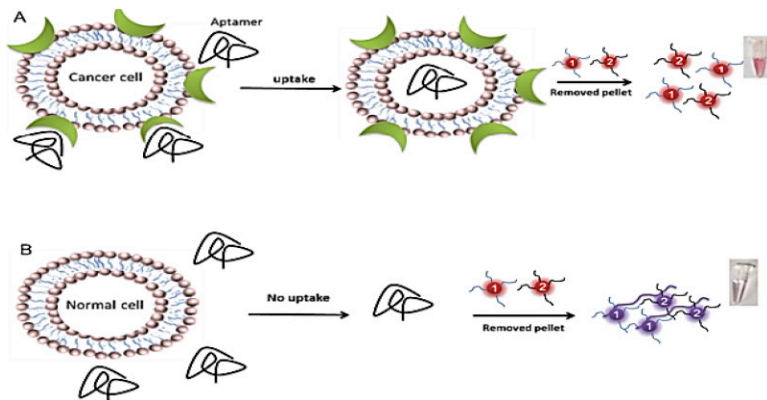 A
Aptamer
Cancer cell
uptake
1 2
Removed pellet
2
1
1
2
B
Normal cell
No uptake
1 2
Removed pellet
2
1
2
1